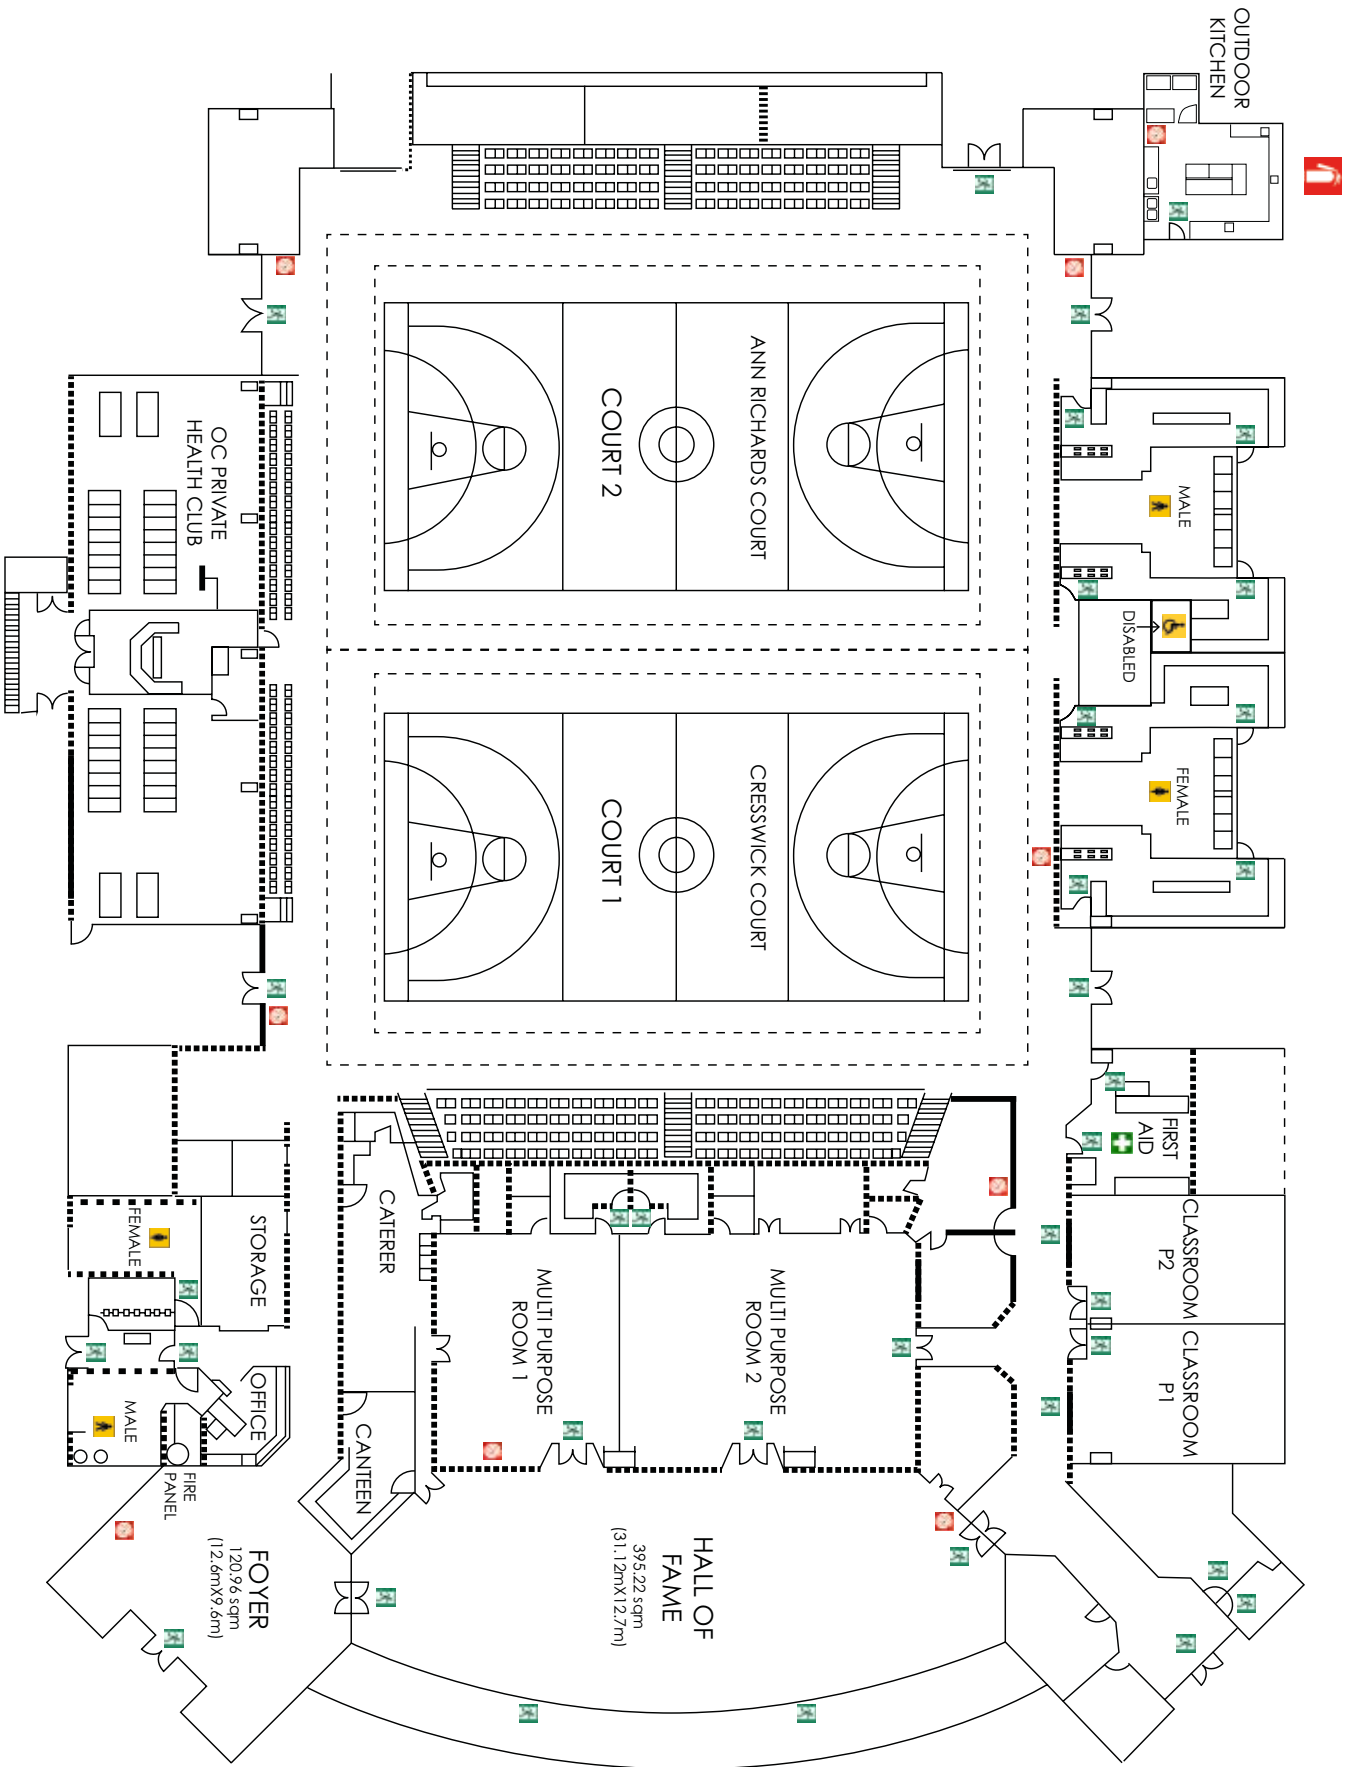 OUTDOOR
KITCHEN
ANN RICHARDS COURT
COURT 2
OC PRIVATE
HEALTH CLUB
MALE
DISABLED
FEMALE
CRESSWICK COURT
COURT 1
FIRST
AID
CLASSROOM
P2
CLASSROOM
P1
MULTI PURPOSE
ROOM 2
MULTI PURPOSE
ROOM 1
CATERER
CANTEEN
STORAGE
FEMALE
OFFICE
MALE
FIRE
PANEL
HALL OF
FAME
395.22 sqm
(31.12mX12.7m)
FOYER
120.96 sqm
(12.6mX9.6m)